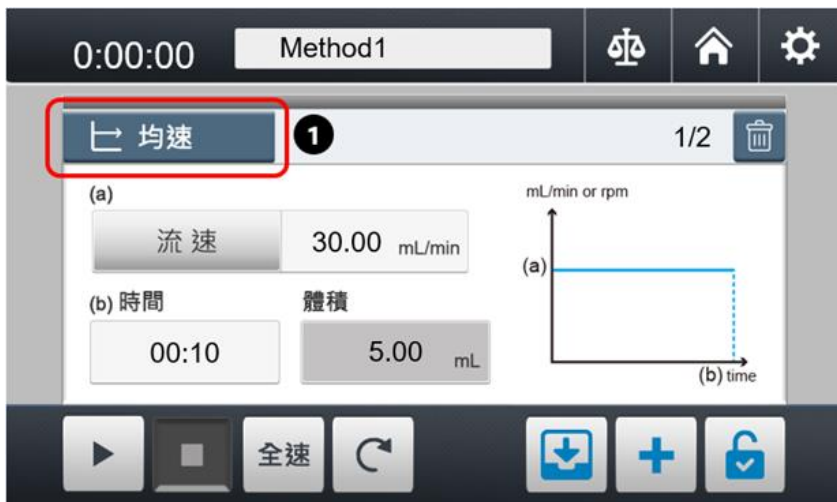 0:00:00 Method1
均速 1 1/2
(a) mL/min or rpm
流速 30.00 mL/min
(a)
(b) 時間 體積
00:10 5.00 mL
(b) time
全速